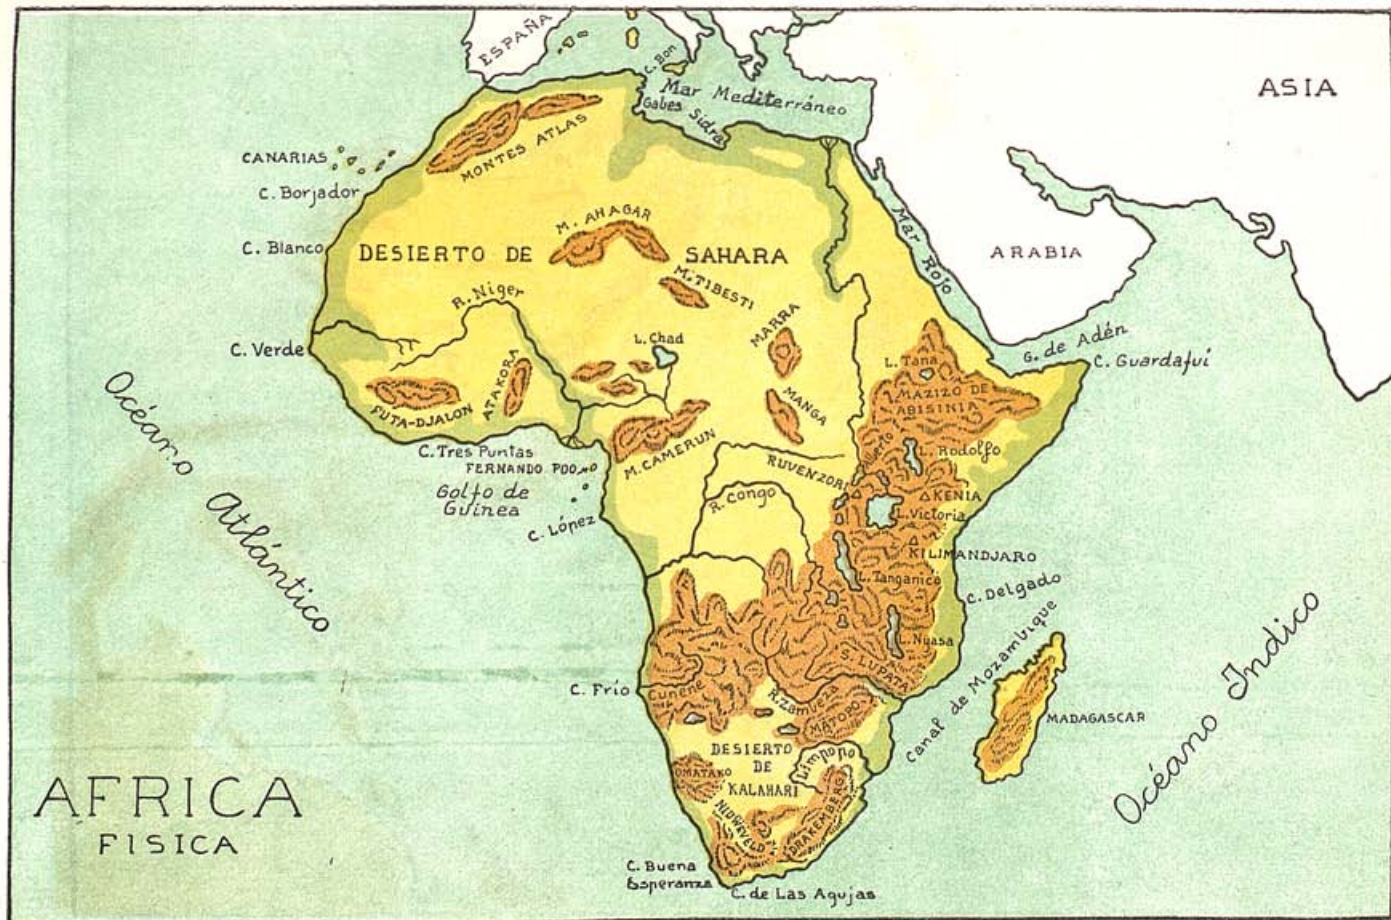 ESPAÑA
C. Bon
Mar Mediterráneo
Gabes Sidra
ASIA
MONTES ATLAS
CANARIAS
C. Borjador
C. Blanco
DESIERTO DE SAHARA
M. AHAGAR
M. TIBESTI
Mar Rojo
ARABIA
R. Niger
C. Verde
L. Chad
MARRA
G. de Adén
C. Guardafuí
L. Tana
MAZIZO DE
ABISINIA
FUTA-DJALON
ATAKORA
MANGA
C. Tres Puntas
FERNANDO POO
M. CAMERUN
Golfo de
Guinea
C. López
R. Congo
RUVENZORI
L. Rodolfo
KENIA
L. Victoria
KILIMANDJARO
L. Tanganico
C. Delgado
Océano Atlántico
L. Nyasa
S. LUPATA
Canal de Mozambique
C. Frío
Cunene
R. Zambeza
MATOPO
MADAGASCAR
Océano Indico
DESIERTO
DE
KALAHARI
Limpopo
OMATAKO
DRAKEMBERG
AFRICA
FISICA
C. Buena
Esperanza
C. de Las Agujas